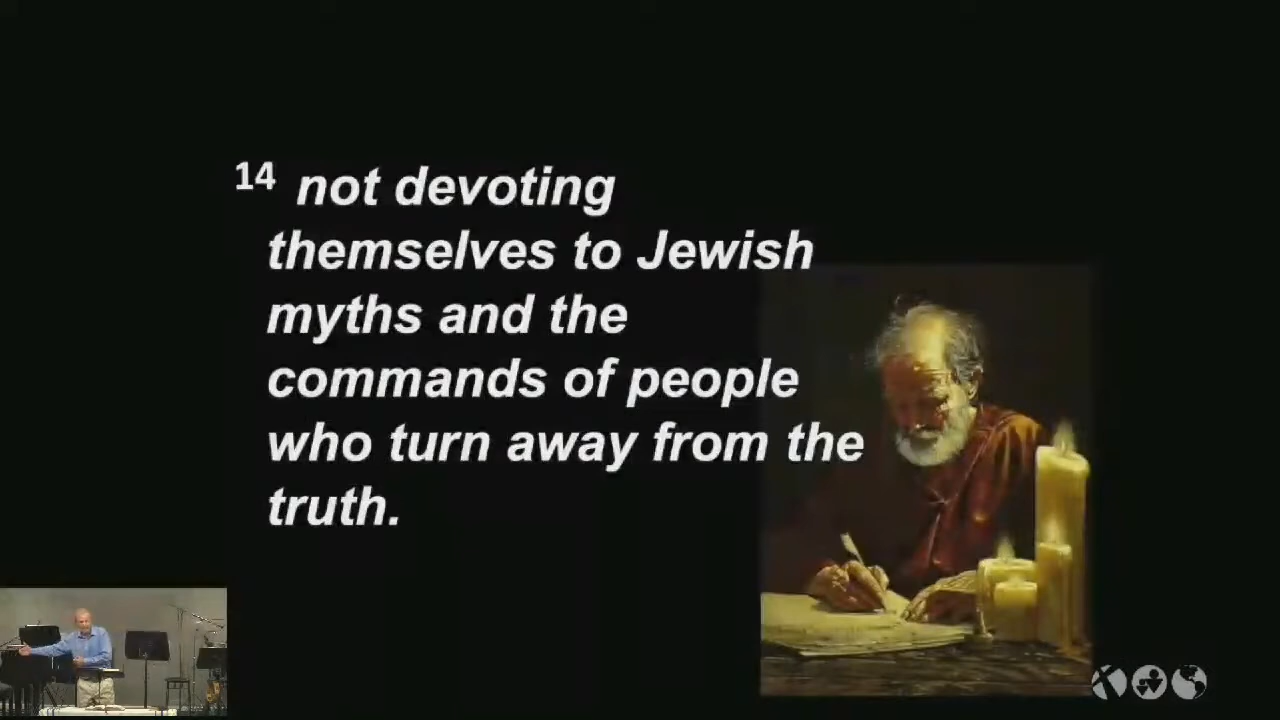 14 not devoting
themselves to Jewish
myths and the
commands of people
who turn away from the
truth.